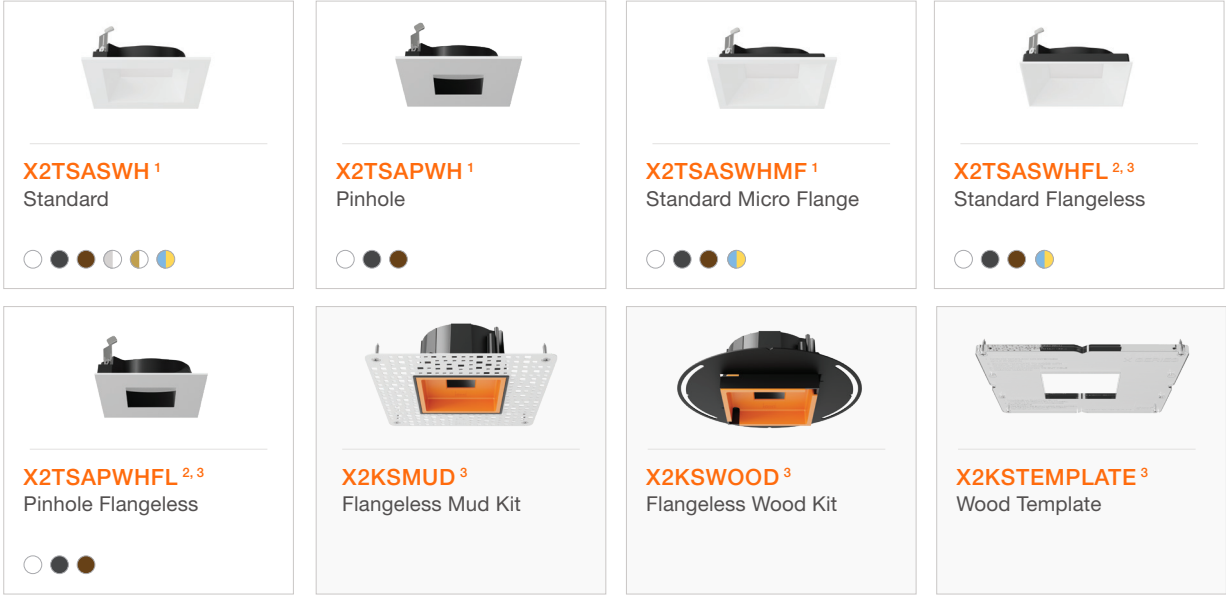 X2TSASWH 1
Standard
X2TSAPWH 1
Pinhole
X2TSASWHMF 1
Standard Micro Flange
X2TSASWHFL 2, 3
Standard Flangeless
X2TSAPWHFL 2, 3
Pinhole Flangeless
X2KSMUD 3
Flangeless Mud Kit
X2KSWOOD 3
Flangeless Wood Kit
X2KSTEMPLATE 3
Wood Template